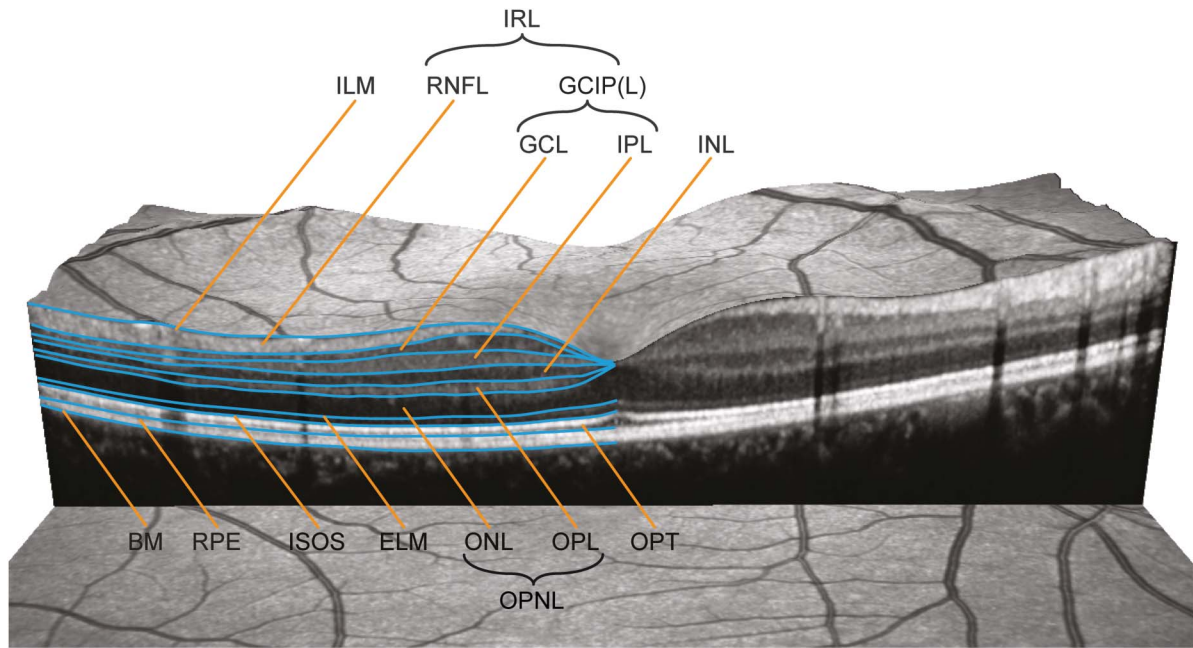 IRL
ILM RNFL GCIP(L)
GCL IPL INL
BM RPE ISOS ELM ONL OPL OPT
OPNL